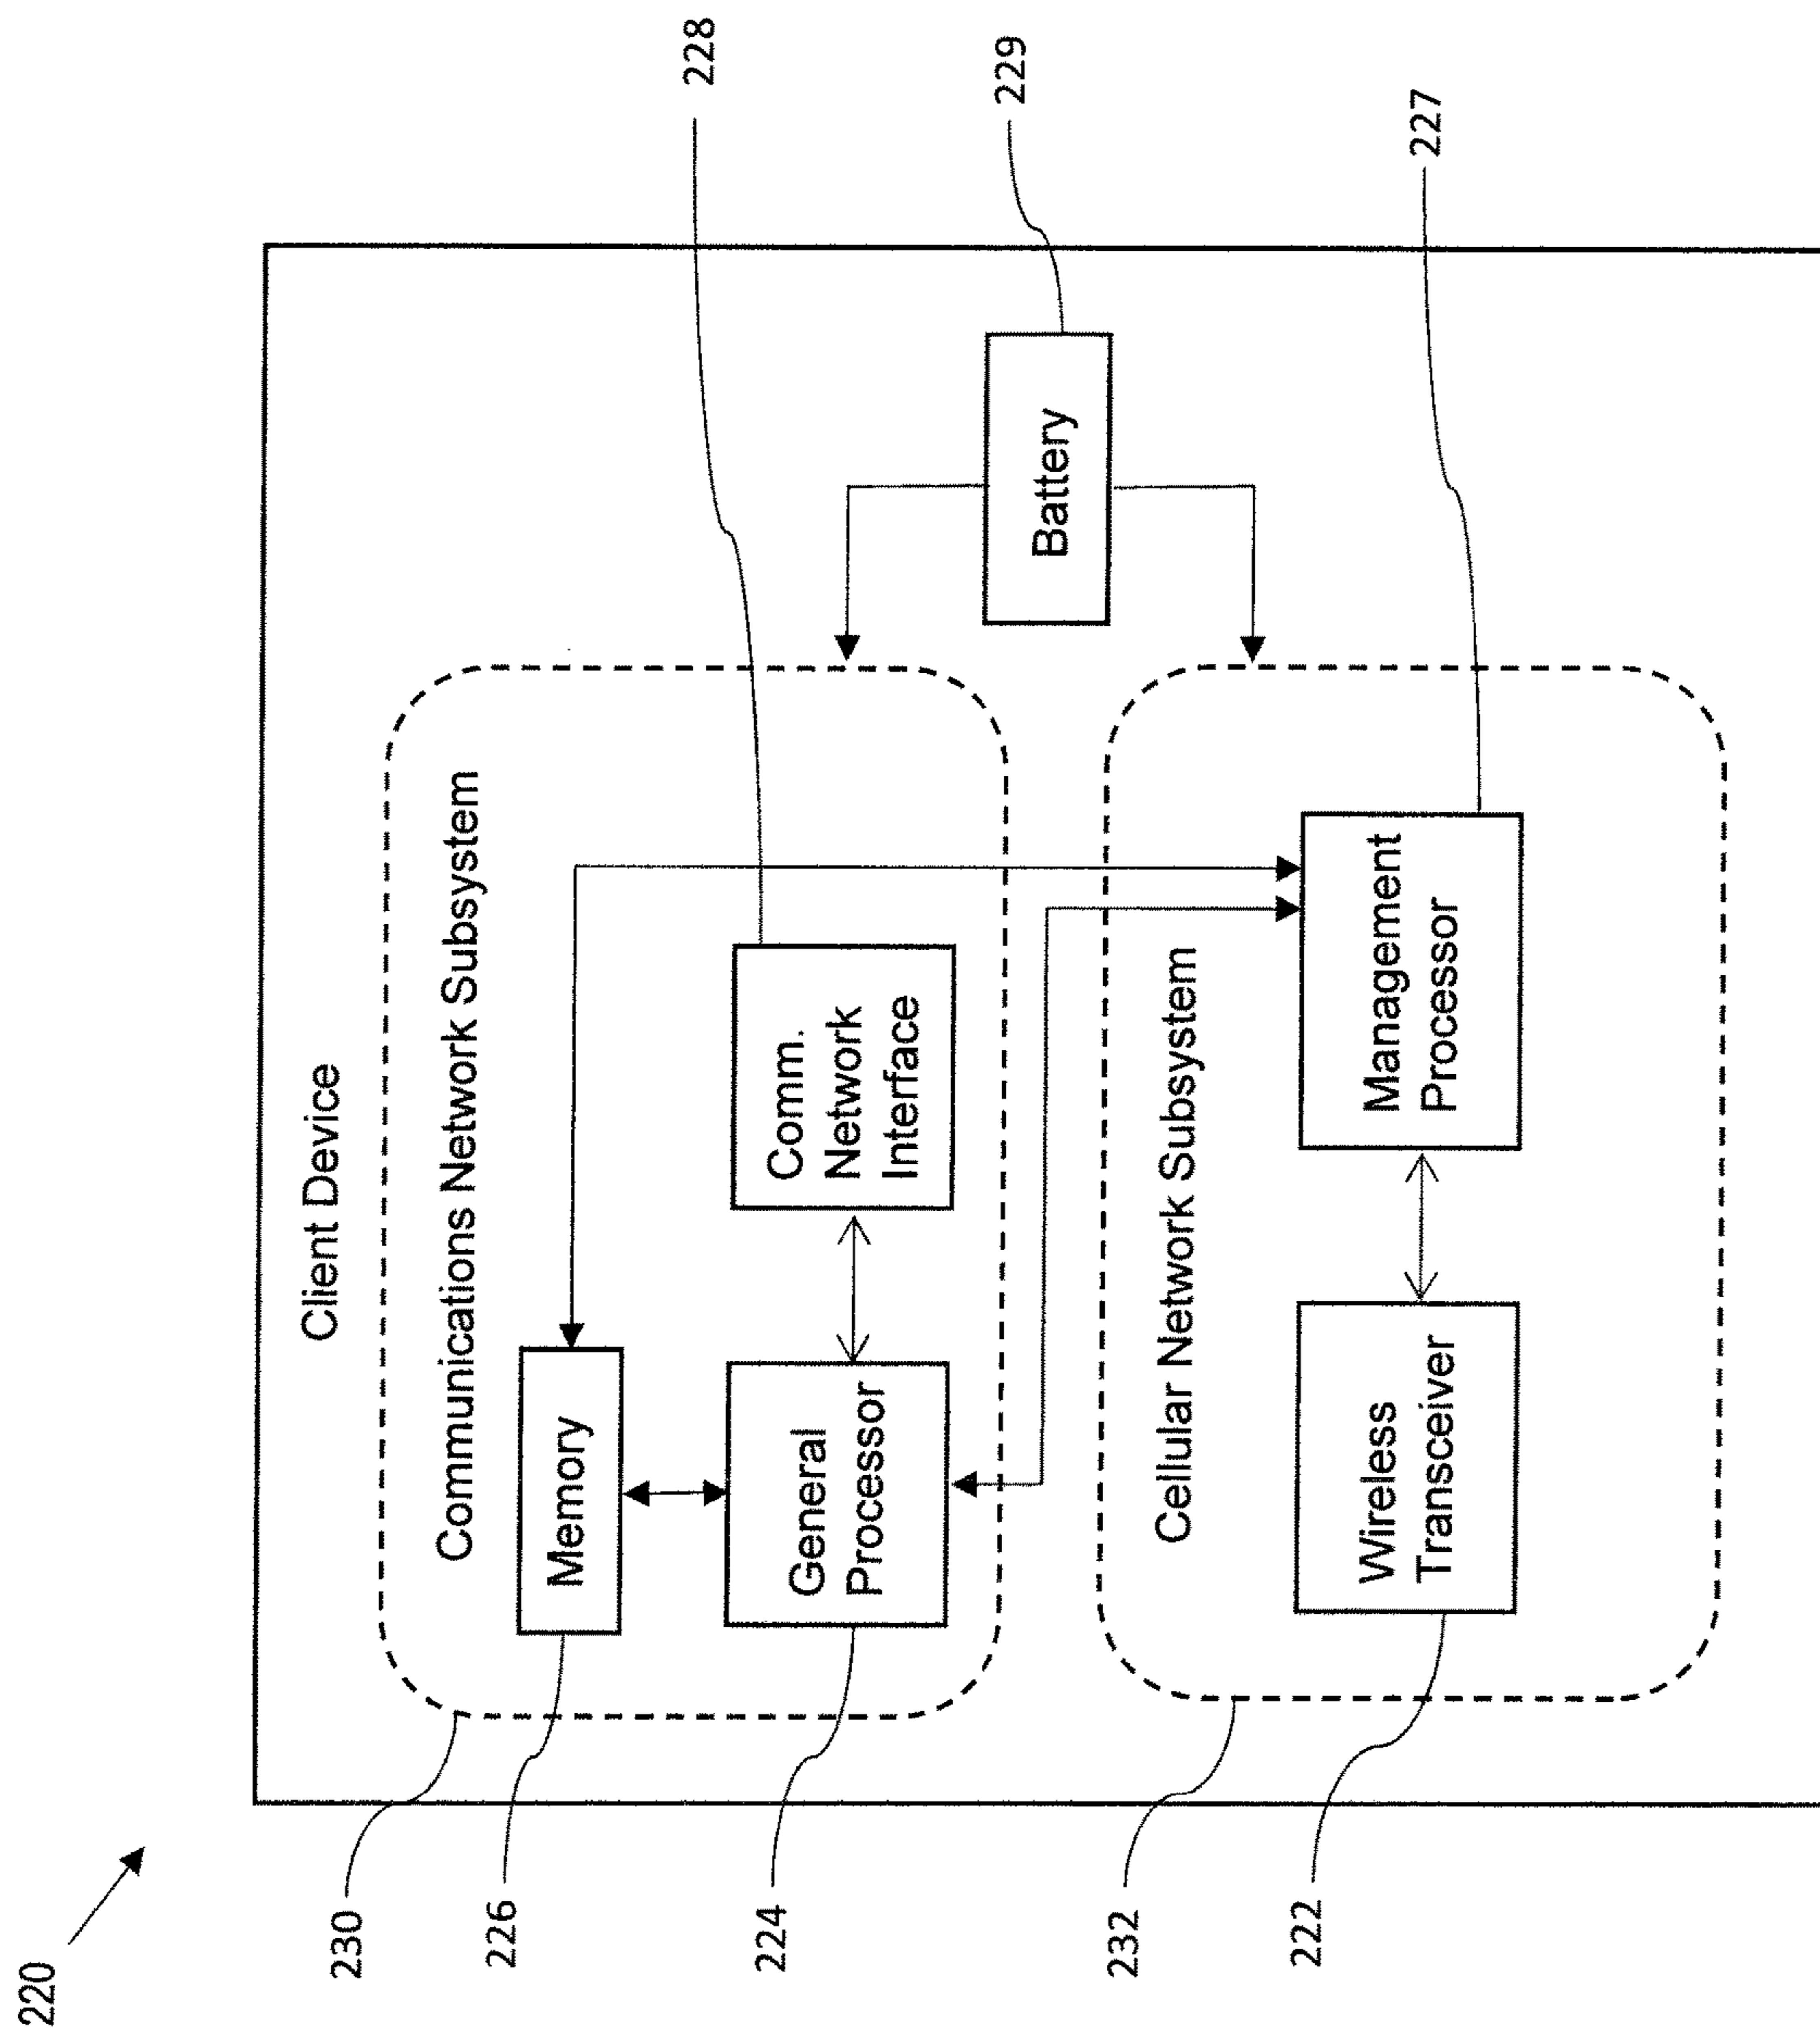 220
Client Device
230
Communications Network Subsystem
226
Memory
224
General
Processor
Comm.
Network
Interface
228
Battery
229
232
Cellular Network Subsystem
222
Wireless
Transceiver
Management
Processor
227